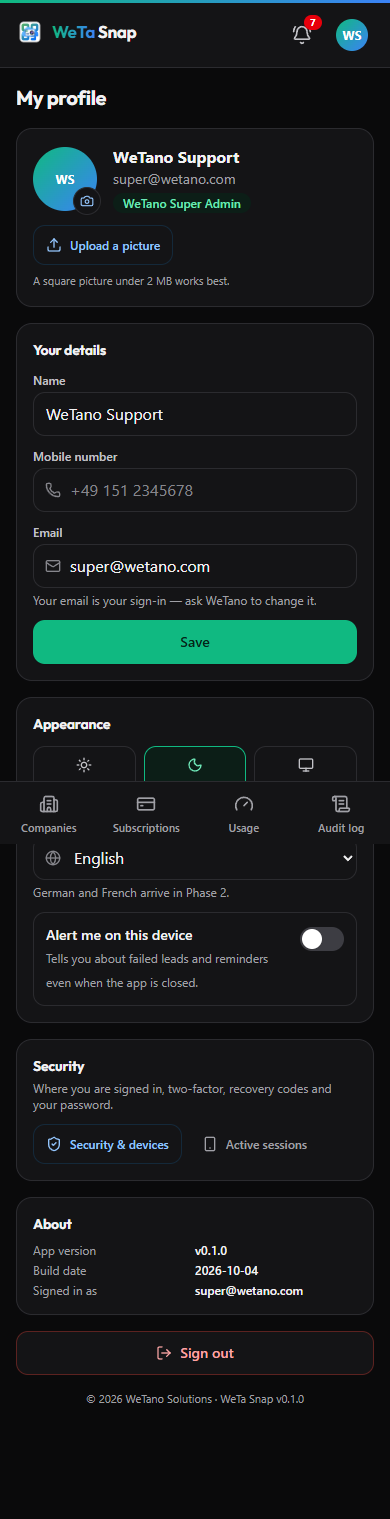 WeTa Snap
7
WS
My profile
WS
WeTano Support
super@wetano.com
WeTano Super Admin
Upload a picture
A square picture under 2 MB works best.
Your details
Name
WeTano Support
Mobile number
+49 151 2345678
Email
super@wetano.com
Your email is your sign-in — ask WeTano to change it.
Save
Appearance
Companies
Subscriptions
Usage
Audit log
English
German and French arrive in Phase 2.
Alert me on this device
Tells you about failed leads and reminders
even when the app is closed.
Security
Where you are signed in, two-factor, recovery codes and
your password.
Security & devices
Active sessions
About
App version v0.1.0
Build date 2026-10-04
Signed in as super@wetano.com
Sign out
© 2026 WeTano Solutions · WeTa Snap v0.1.0